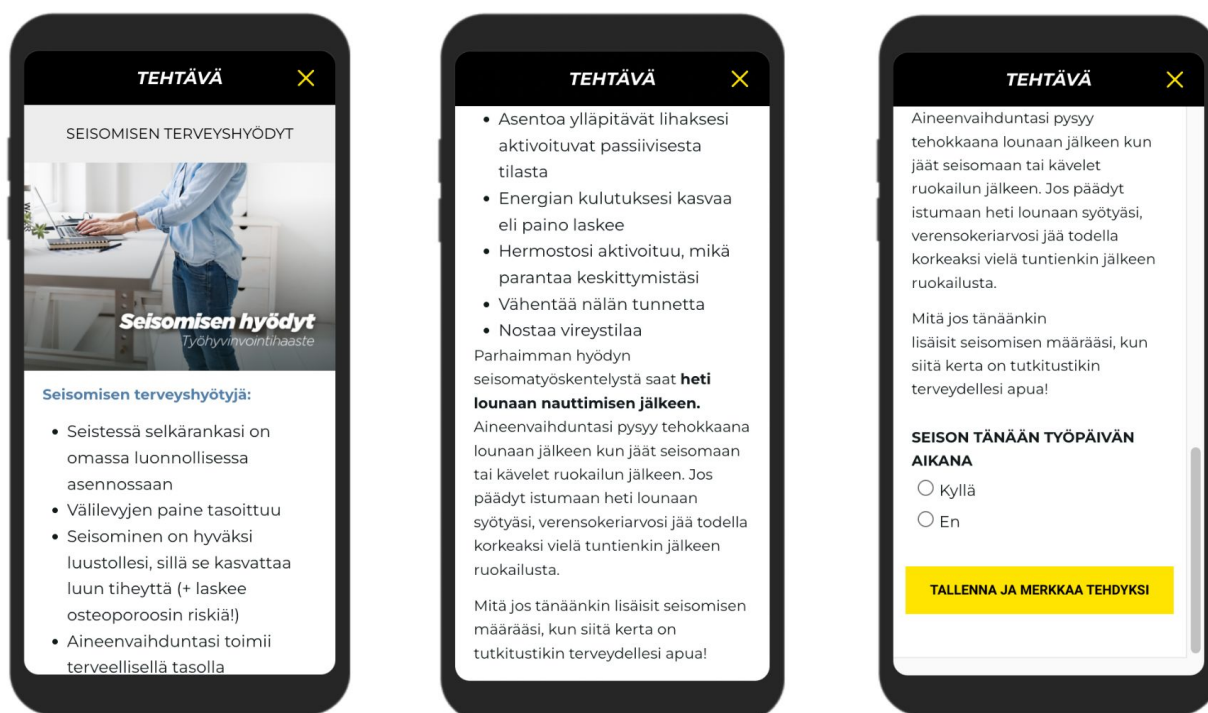 TEHTÄVÄ
SEISOMISEN TERVEYSHYÖDYT
Seisomisen hyödyt
Työhyvinvointihaaste
Seisomisen terveyshyötyjä:
• Seistessä selkärankasi on
omassa luonnollisessa
asennossaan
• Välilevyjen paine tasoittuu
• Seisominen on hyväksi
luustollesi, sillä se kasvattaa
luun tiheyttä (+ laskee
osteoporoosin riskiä!)
• Aineenvaihduntasi toimii
terveellisellä tasolla
TEHTÄVÄ
• Asentoa ylläpitävät lihaksesi
aktivoituvat passiivisesta
tilasta
• Energian kulutuksesi kasvaa
eli paino laskee
• Hermostosi aktivoituu, mikä
parantaa keskittymistäsi
• Vähentää nälän tunnetta
• Nostaa vireystilaa
Parhaimman hyödyn
seisomatyöskentelystä saat heti
lounaan nauttimisen jälkeen.
Aineenvaihduntasi pysyy tehokkaana
lounaan jälkeen kun jäät seisomaan
tai kävelet ruokailun jälkeen. Jos
päädyt istumaan heti lounaan
syötyäsi, verensokeriarvosi jää todella
korkeaksi vielä tuntienkin jälkeen
ruokailusta.
Mitä jos tänäänkin lisäisit seisomisen
määrääsi, kun siitä kerta on
tutkitustikin terveydellesi apua!
TEHTÄVÄ
Aineenvaihduntasi pysyy
tehokkaana lounaan jälkeen kun
jäät seisomaan tai kävelet
ruokailun jälkeen. Jos päädyt
istumaan heti lounaan syötyäsi,
verensokeriarvosi jää todella
korkeaksi vielä tuntienkin jälkeen
ruokailusta.
Mitä jos tänäänkin
lisäisit seisomisen määrääsi, kun
siitä kerta on tutkitustikin
terveydellesi apua!
SEISON TÄNÄÄN TYÖPÄIVÄN
AIKANA
Kyllä
En
TALLENNA JA MERKKAA TEHDYKSI